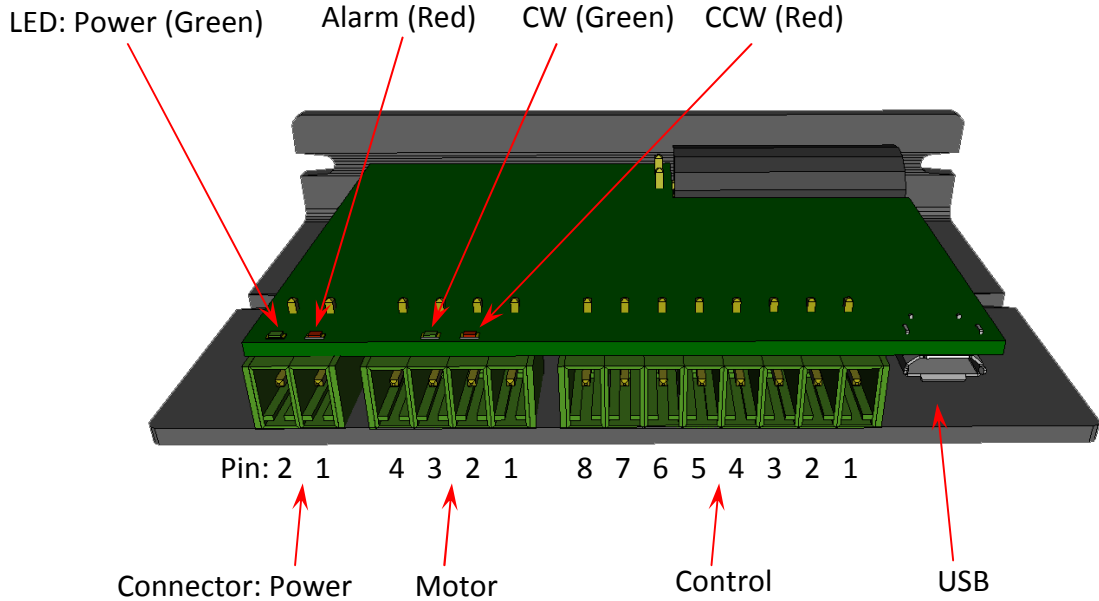 LED: Power (Green) Alarm (Red) CW (Green) CCW (Red)
Pin: 2 1 4 3 2 1 8 7 6 5 4 3 2 1
Connector: Power Motor Control USB